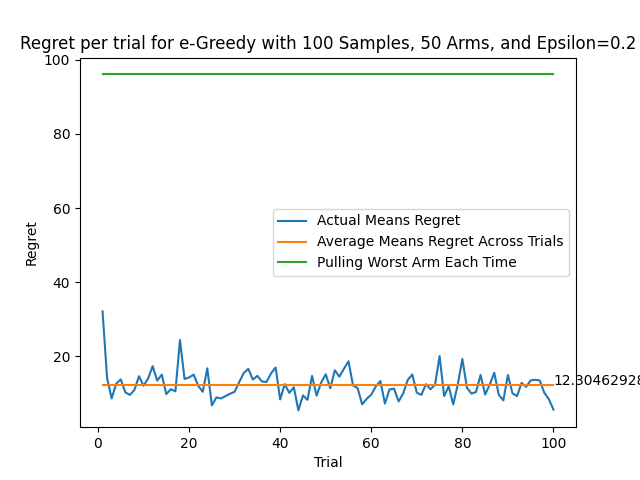 Regret per trial for e-Greedy with 100 Samples, 50 Arms, and Epsilon=0.2
100
80
60
40
20
Regret
Actual Means Regret
Average Means Regret Across Trials
Pulling Worst Arm Each Time
12.30462928
0 20 40 60 80 100
Trial